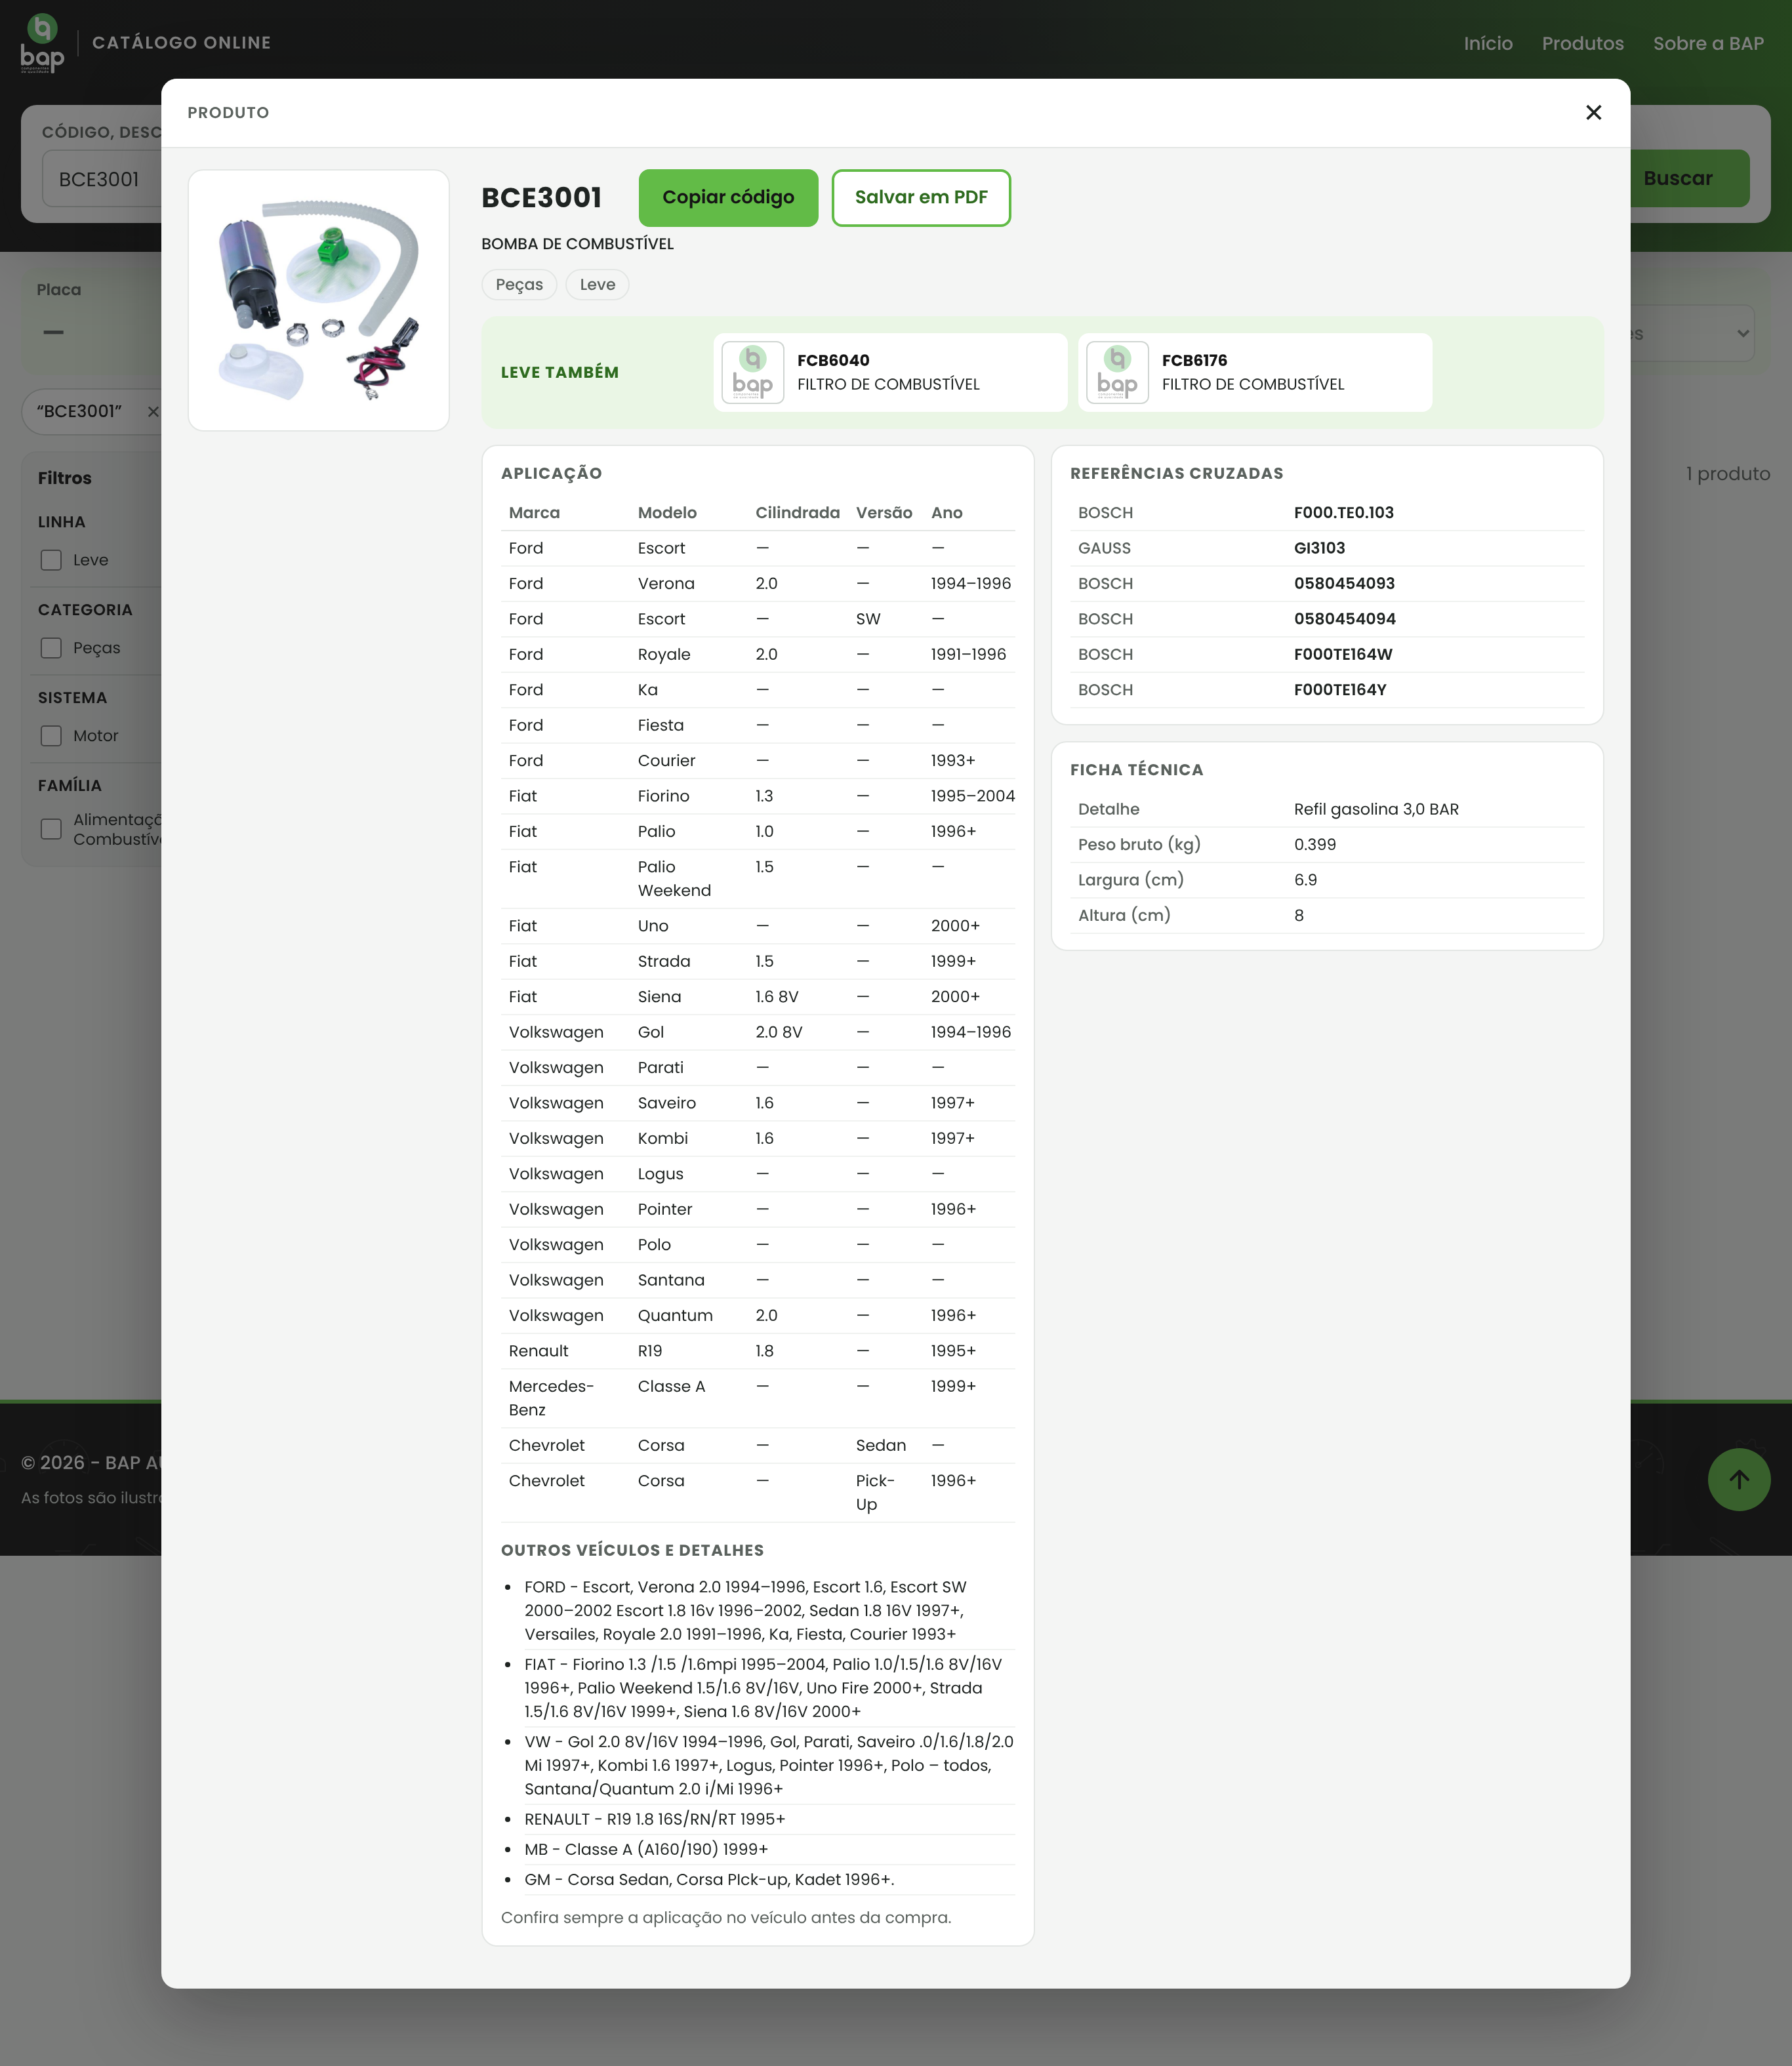 bap
CATÁLOGO ONLINE
Início
Produtos
Sobre a BAP
CÓDIGO, DESC
BCE3001
Buscar
Placa
—
es
“BCE3001” ×
Filtros
LINHA
Leve
CATEGORIA
Peças
SISTEMA
Motor
FAMÍLIA
Alimentaçã
Combustíve
1 produto
PRODUTO
BCE3001
Copiar código
Salvar em PDF
BOMBA DE COMBUSTÍVEL
Peças
Leve
LEVE TAMBÉM
bap
FCB6040
FILTRO DE COMBUSTÍVEL
bap
FCB6176
FILTRO DE COMBUSTÍVEL
APLICAÇÃO
Marca Modelo Cilindrada Versão Ano
Ford Escort — — —
Ford Verona 2.0 — 1994–1996
Ford Escort — SW —
Ford Royale 2.0 — 1991–1996
Ford Ka — — —
Ford Fiesta — — —
Ford Courier — — 1993+
Fiat Fiorino 1.3 — 1995–2004
Fiat Palio 1.0 — 1996+
Fiat Palio Weekend 1.5 — —
Fiat Uno — — 2000+
Fiat Strada 1.5 — 1999+
Fiat Siena 1.6 8V — 2000+
Volkswagen Gol 2.0 8V — 1994–1996
Volkswagen Parati — — —
Volkswagen Saveiro 1.6 — 1997+
Volkswagen Kombi 1.6 — 1997+
Volkswagen Logus — — —
Volkswagen Pointer — — 1996+
Volkswagen Polo — — —
Volkswagen Santana — — —
Volkswagen Quantum 2.0 — 1996+
Renault R19 1.8 — 1995+
Mercedes-Benz Classe A — — 1999+
Chevrolet Corsa — Sedan —
Chevrolet Corsa — Pick-Up 1996+
OUTROS VEÍCULOS E DETALHES
• FORD - Escort, Verona 2.0 1994–1996, Escort 1.6, Escort SW
2000–2002 Escort 1.8 16v 1996–2002, Sedan 1.8 16V 1997+,
Versailes, Royale 2.0 1991–1996, Ka, Fiesta, Courier 1993+
• FIAT - Fiorino 1.3 /1.5 /1.6mpi 1995–2004, Palio 1.0/1.5/1.6 8V/16V
1996+, Palio Weekend 1.5/1.6 8V/16V, Uno Fire 2000+, Strada
1.5/1.6 8V/16V 1999+, Siena 1.6 8V/16V 2000+
• VW - Gol 2.0 8V/16V 1994–1996, Gol, Parati, Saveiro .0/1.6/1.8/2.0
Mi 1997+, Kombi 1.6 1997+, Logus, Pointer 1996+, Polo – todos,
Santana/Quantum 2.0 i/Mi 1996+
• RENAULT - R19 1.8 16S/RN/RT 1995+
• MB - Classe A (A160/190) 1999+
• GM - Corsa Sedan, Corsa PIck-up, Kadet 1996+.
Confira sempre a aplicação no veículo antes da compra.
REFERÊNCIAS CRUZADAS
BOSCH F000.TE0.103
GAUSS GI3103
BOSCH 0580454093
BOSCH 0580454094
BOSCH F000TE164W
BOSCH F000TE164Y
FICHA TÉCNICA
Detalhe Refil gasolina 3,0 BAR
Peso bruto (kg) 0.399
Largura (cm) 6.9
Altura (cm) 8
© 2026 - BAP AU
As fotos são ilustra